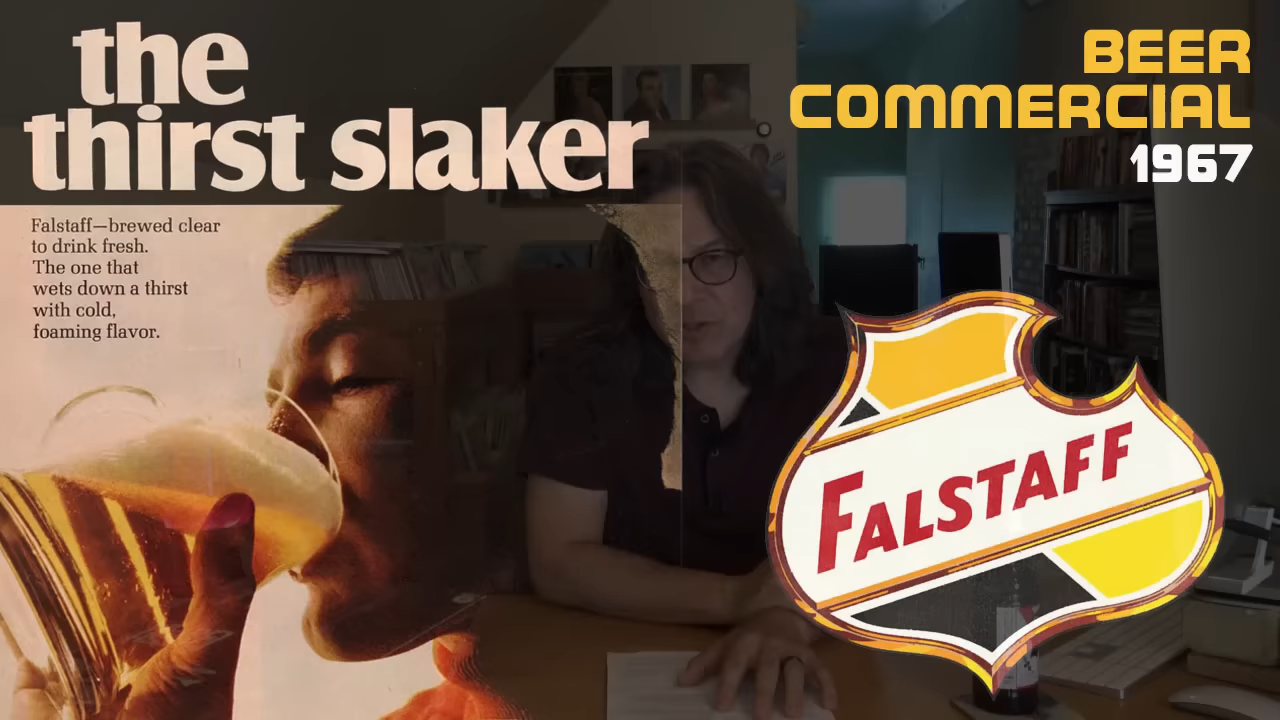 the
thirst slaker
Falstaff—brewed clear
to drink fresh.
The one that
wets down a thirst
with cold,
foaming flavor.
BEER
COMMERCIAL
1967
FALSTAFF